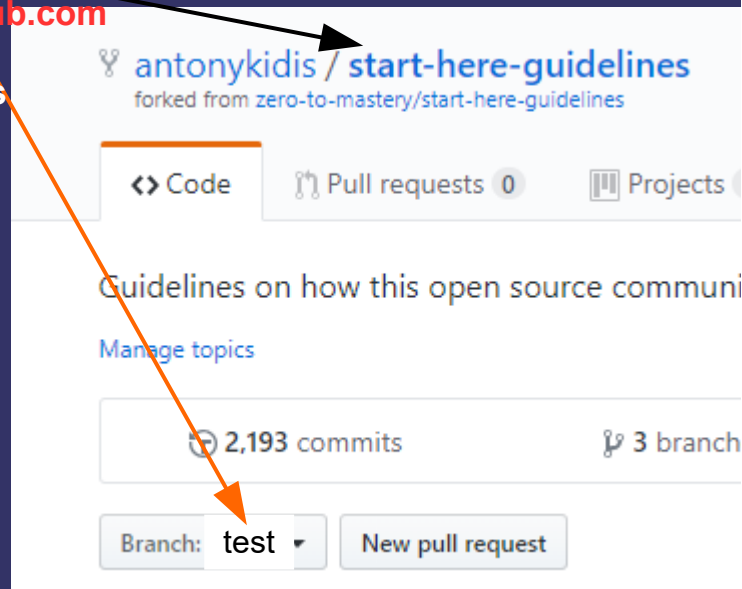 ub.com
antonykidis / start-here-guidelines
forked from zero-to-mastery/start-here-guidelines
s
Code Pull requests 0 Projects
Guidelines on how this open source communi
Manage topics
2,193 commits 3 branch
Branch: test New pull request